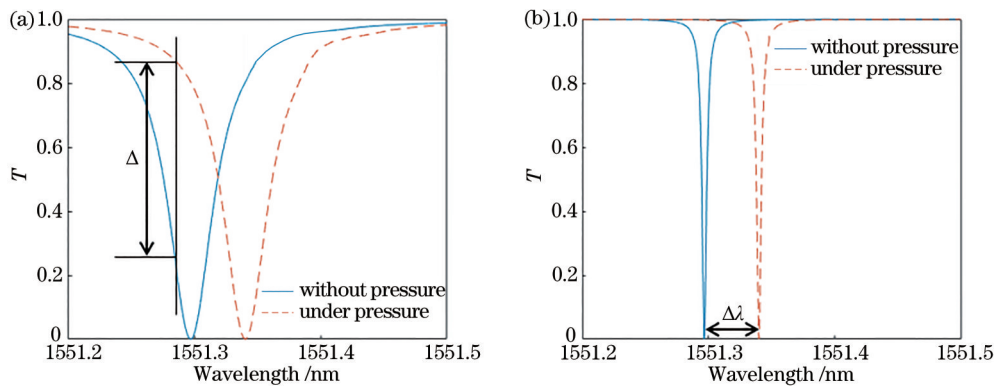 (a)
1.0
0.8
0.6
0.4
0.2
0
T
Δ
without pressure
under pressure
1551.2
1551.3
1551.4
1551.5
Wavelength /nm
(b)
1.0
0.8
0.6
0.4
0.2
0
T
without pressure
under pressure
Δλ
1551.2
1551.3
1551.4
1551.5
Wavelength /nm